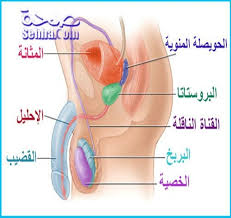 صحة
Sehha.com
الحويصلة المنوية
المثانة
البروستاتا
الإحليل
القناة الناقلة
القضيب
البربخ
الخصية